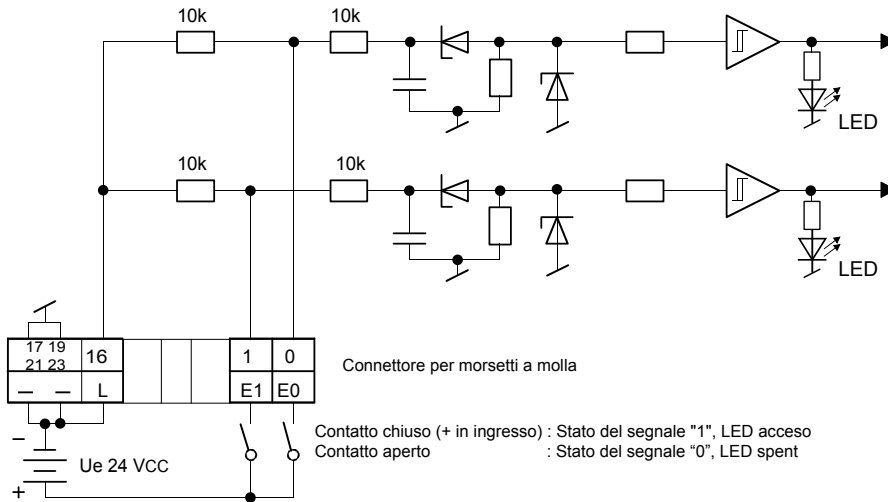 10k
10k
LED
10k
10k
LED
17 19
21 23
16
1
0
Connettore per morsetti a molla
— —
L
E1
E0
Contatto chiuso (+ in ingresso) : Stato del segnale "1", LED acceso
Contatto aperto : Stato del segnale “0”, LED spent
−
Ue 24 VCC
+